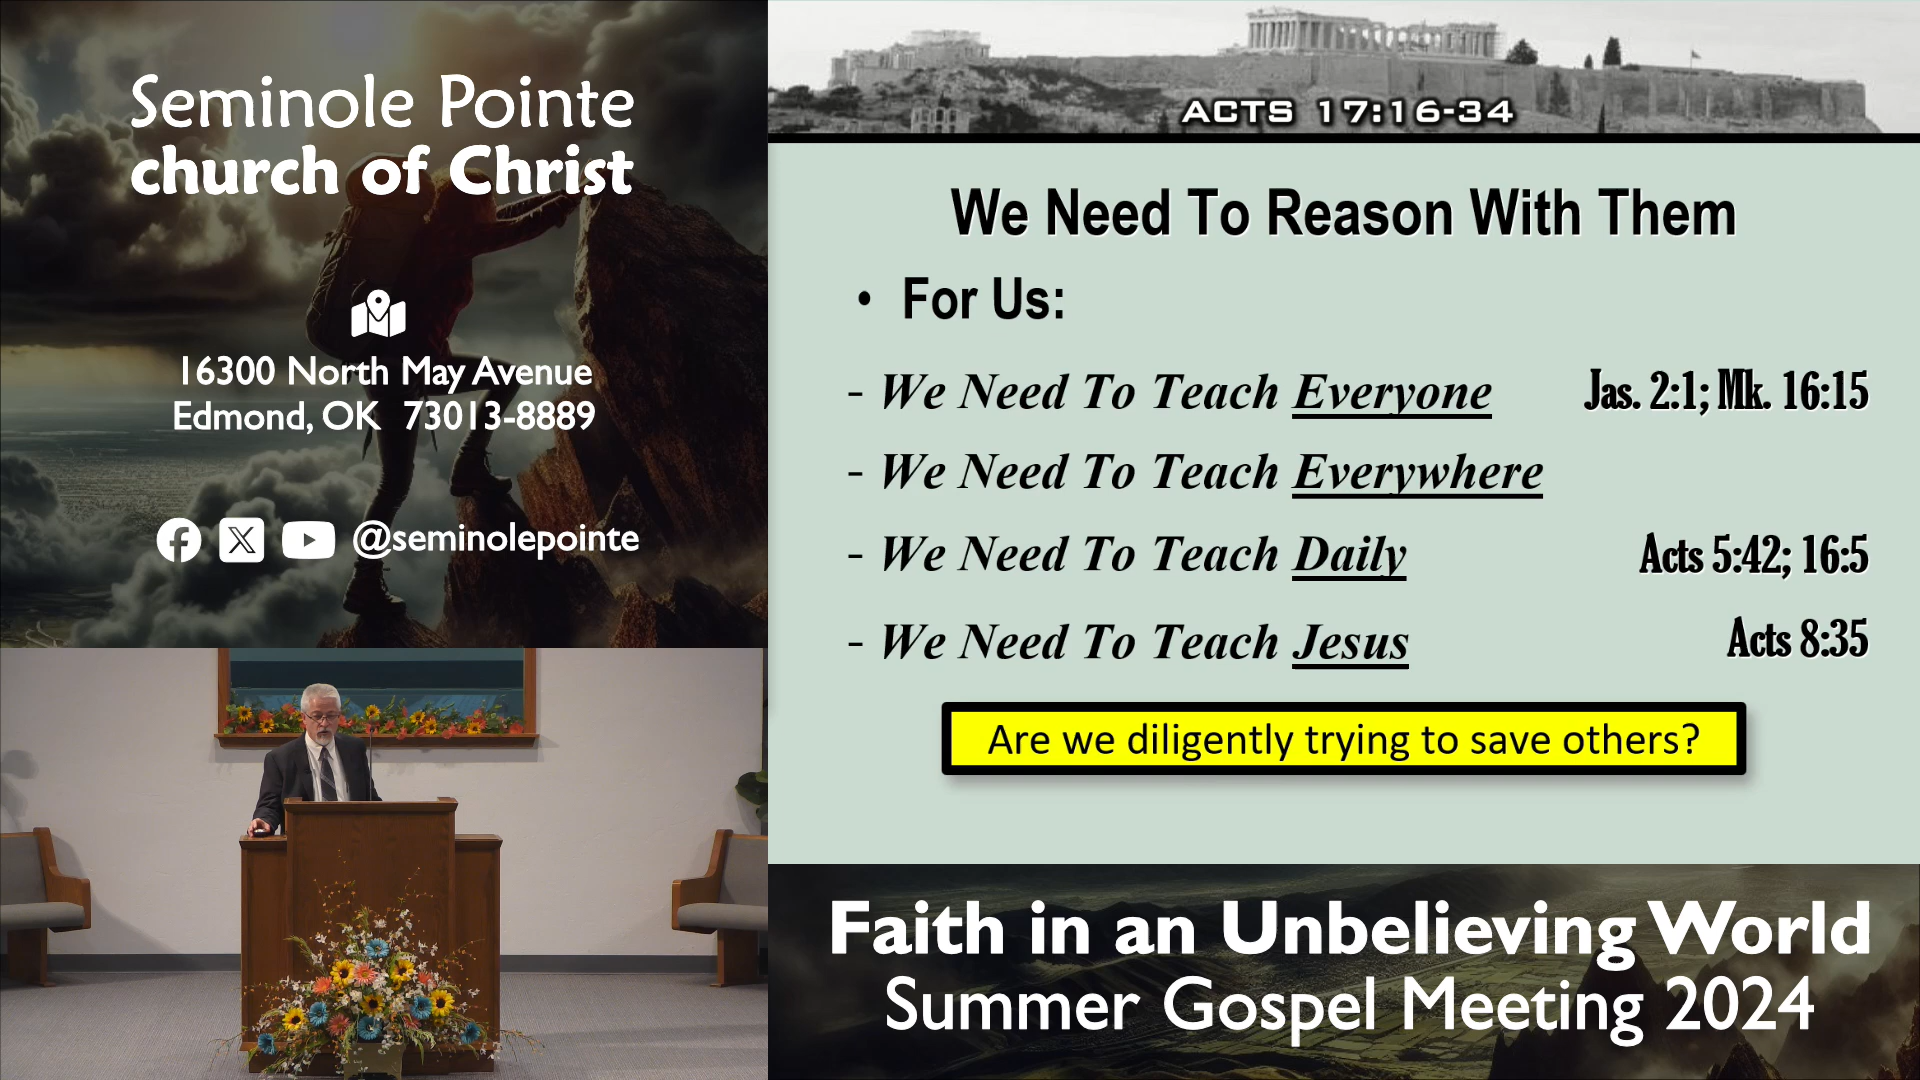 Seminole Pointe
church of Christ
16300 North May Avenue
Edmond, OK 73013-8889
@seminolepointe
ACTS 17:16-34
We Need To Reason With Them
• For Us:
- We Need To Teach Everyone Jas. 2:1; Mk. 16:15
- We Need To Teach Everywhere
- We Need To Teach Daily Acts 5:42; 16:5
- We Need To Teach Jesus Acts 8:35
Are we diligently trying to save others?
Faith in an Unbelieving World
Summer Gospel Meeting 2024